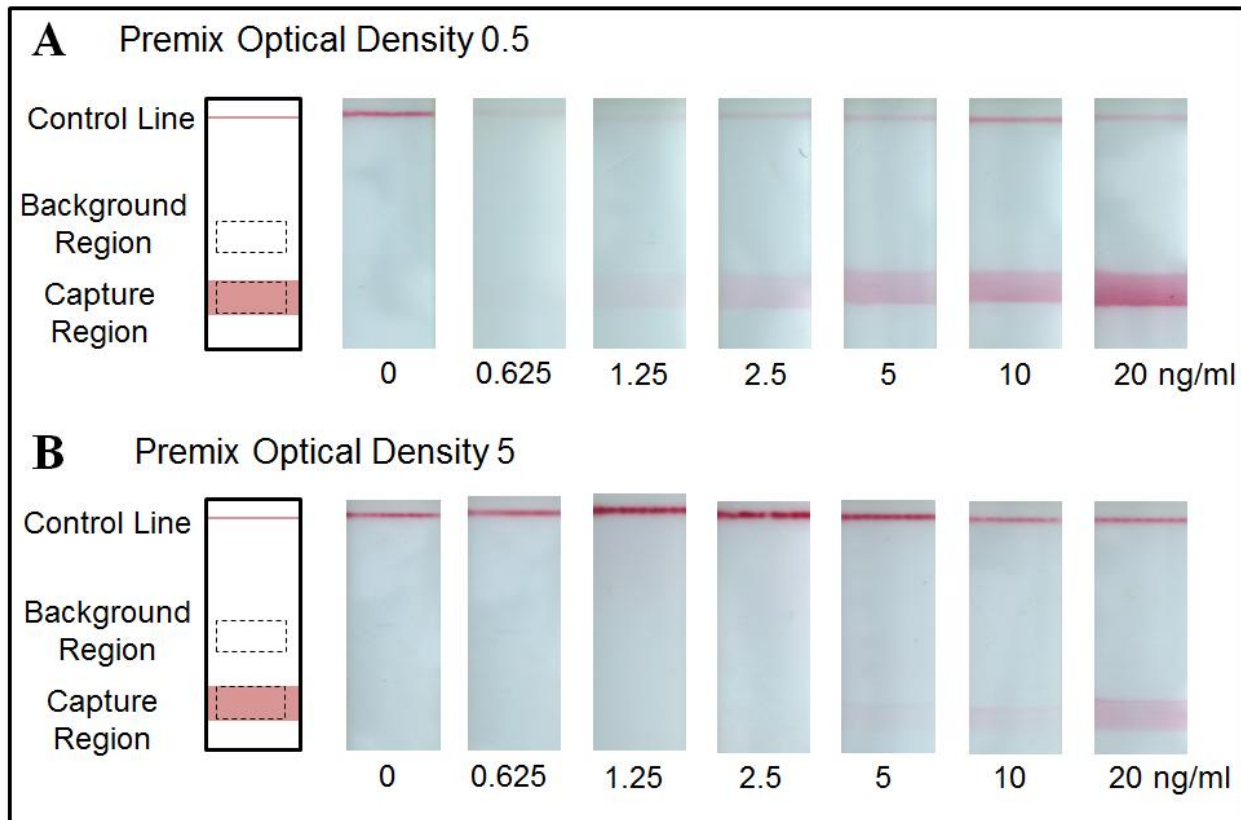 A Premix Optical Density 0.5
Control Line
Background
Region
Capture
Region
0 0.625 1.25 2.5 5 10 20 ng/ml
B Premix Optical Density 5
Control Line
Background
Region
Capture
Region
0 0.625 1.25 2.5 5 10 20 ng/ml